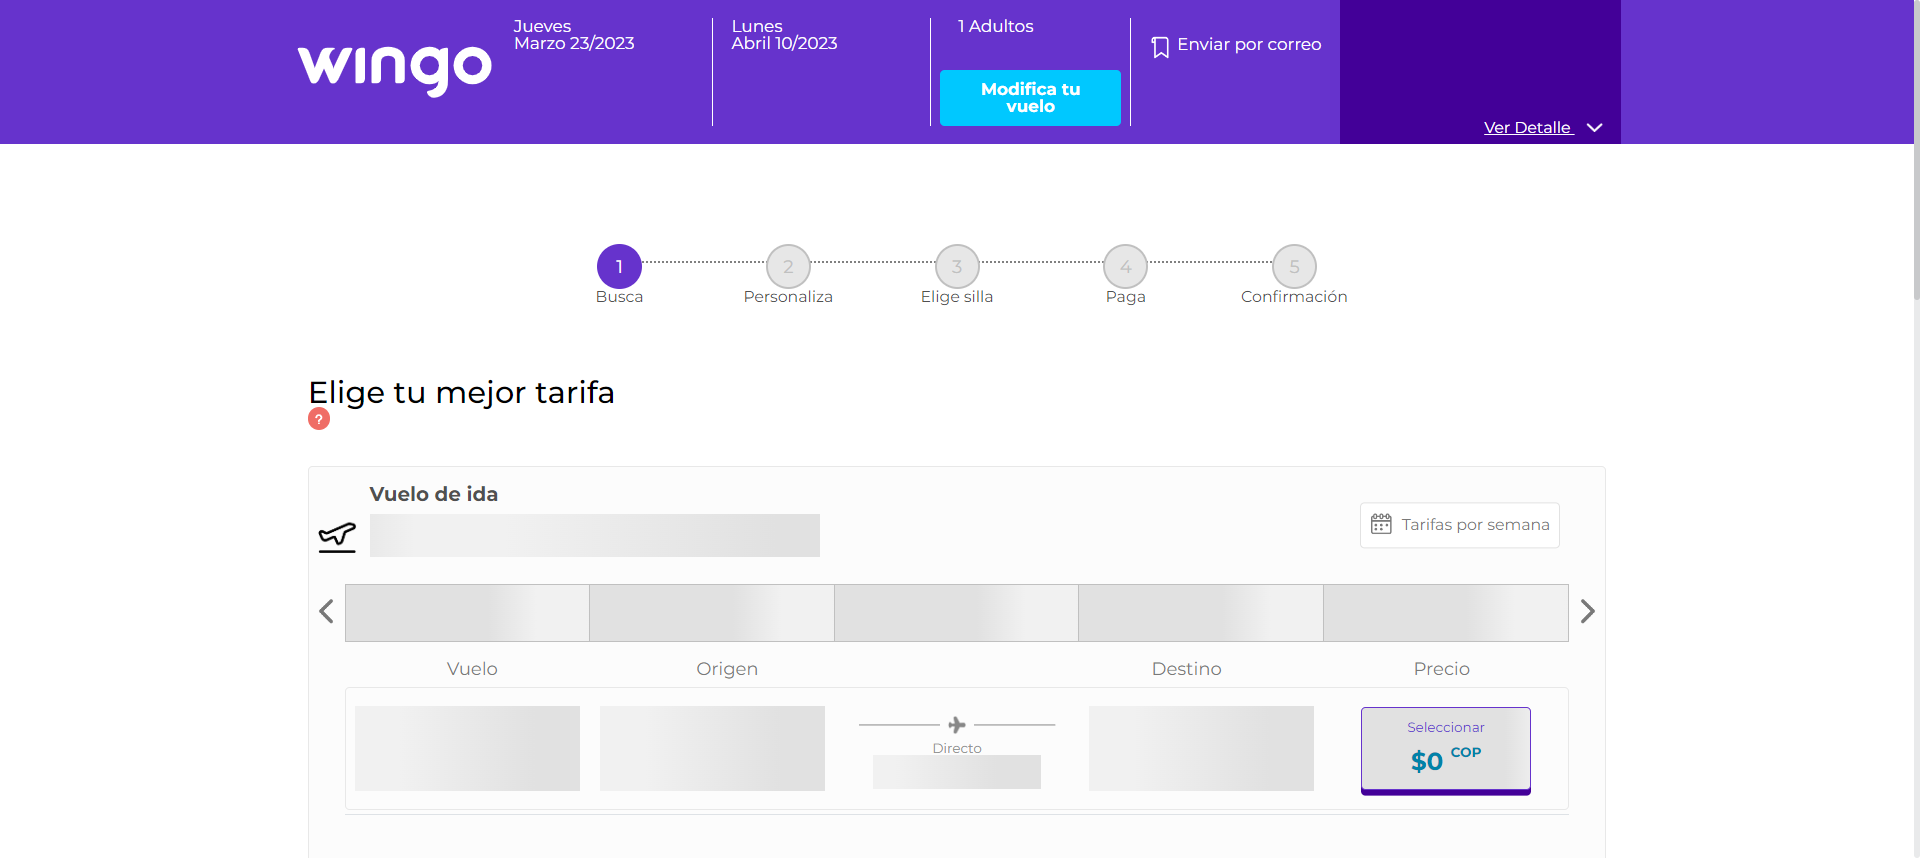 wingo
Jueves
Marzo 23/2023
Lunes
Abril 10/2023
1 Adultos
Modifica tu
vuelo
Enviar por correo
Ver Detalle
1
Busca
2
Personaliza
3
Elige silla
4
Paga
5
Confirmación
Elige tu mejor tarifa
?
Vuelo de ida
Tarifas por semana
Vuelo
Origen
Destino
Precio
Directo
Seleccionar
$0 COP